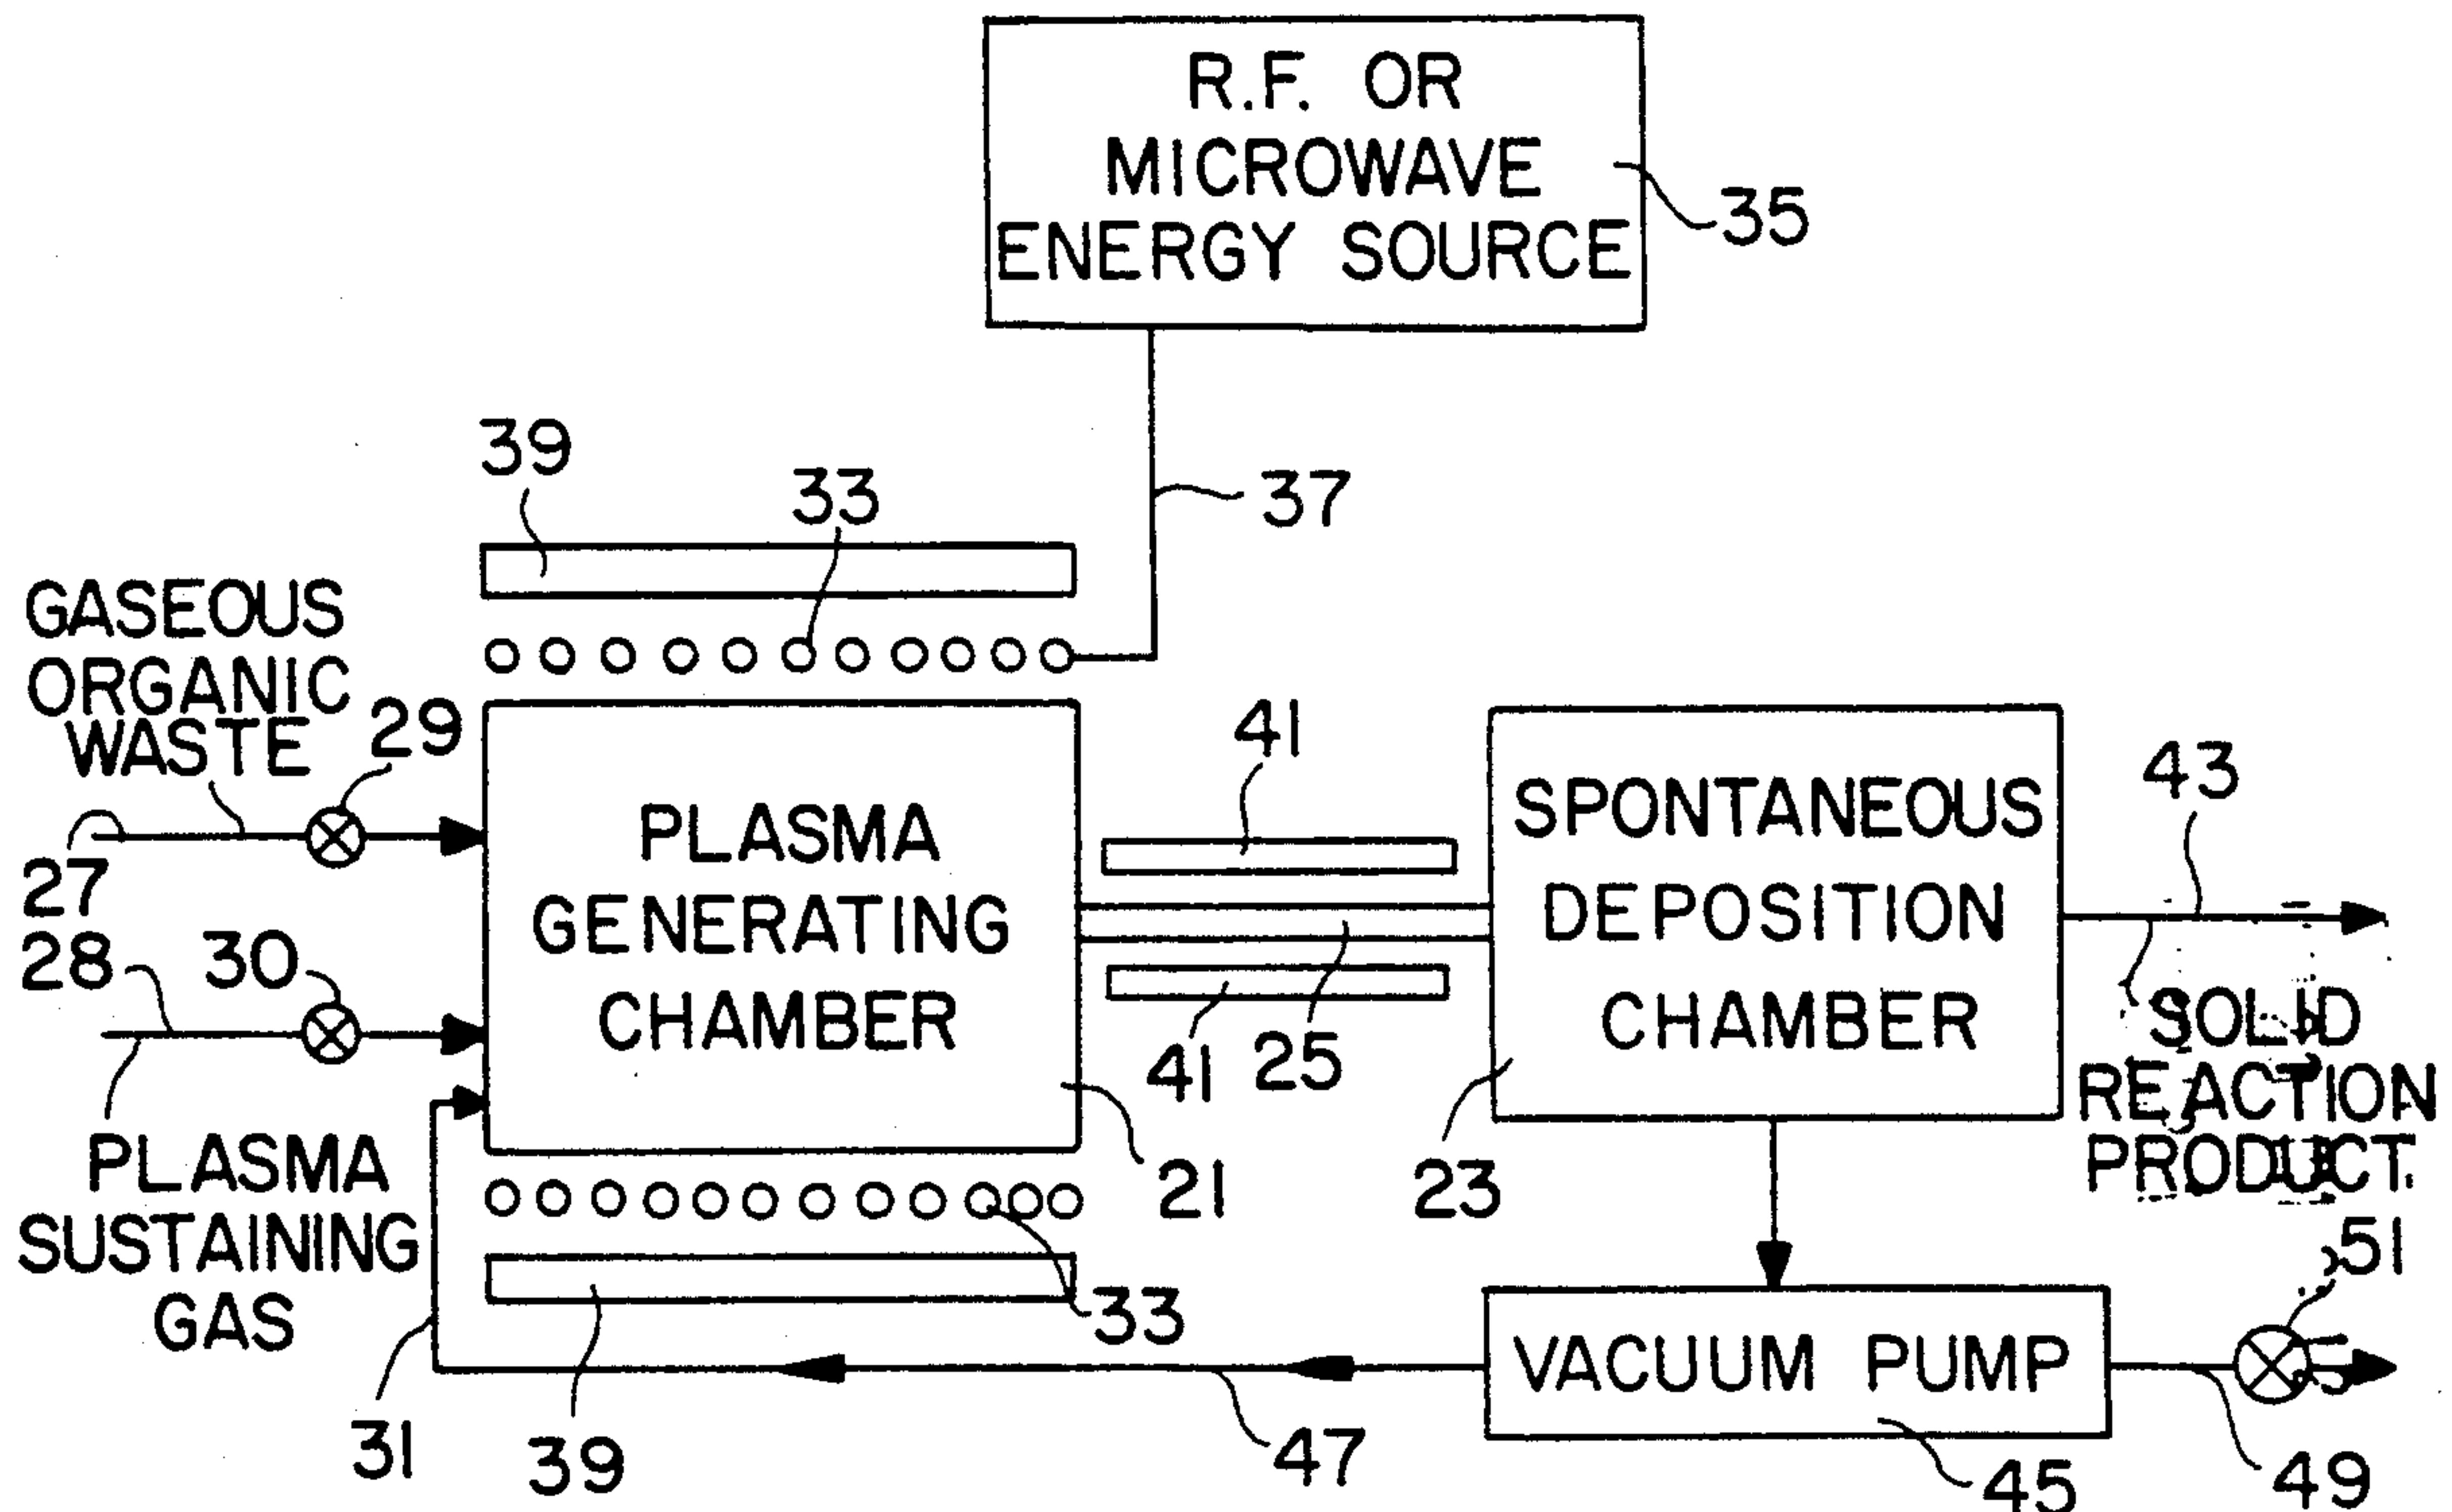 R.F. OR
MICROWAVE
ENERGY SOURCE
35
39
33
37
GASEOUS
ORGANIC
WASTE
29
27
28
30
PLASMA
GENERATING
CHAMBER
41
41
25
SPONTANEOUS
DEPOSITION
CHAMBER
43
SOLID
REACTION
PRODUCT
PLASMA
SUSTAINING
GAS
21
23
51
33
31
39
47
VACUUM PUMP
45
49